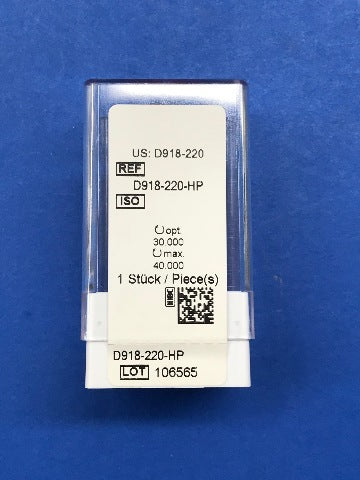 US: D918-220
REF
D918-220-HP
ISO
opt.
30.000
max.
40.000
1 Stück / Piece(s)
HIBC
D918-220-HP
LOT 106565